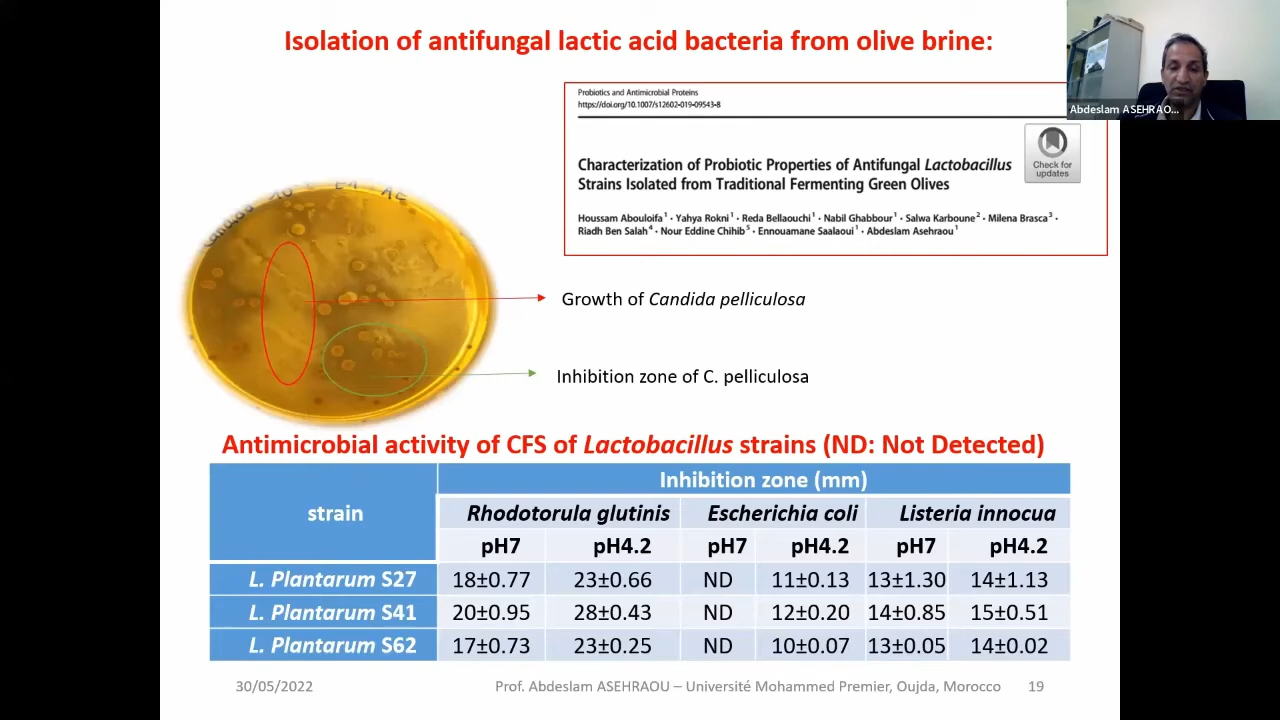 Isolation of antifungal lactic acid bacteria from olive brine:
Abdeslam ASEHRAO...
Probiotics and Antimicrobial Proteins
https://doi.org/10.1007/s12602-019-09543-8
Check for
updates
Characterization of Probiotic Properties of Antifungal Lactobacillus
Strains Isolated from Traditional Fermenting Green Olives
Houssam Abouloifa1 · Yahya Rokni1 · Reda Bellaouchi1 · Nabil Ghabbour1 · Salwa Karboune2 · Milena Brasca3 ·
Riadh Ben Salah4 · Nour Eddine Chihib5 · Ennouamane Saalaoui1 · Abdeslam Asehraou1
Growth of Candida pelliculosa
Inhibition zone of C. pelliculosa
Antimicrobial activity of CFS of Lactobacillus strains (ND: Not Detected)
strain Inhibition zone (mm)
Rhodotorula glutinis Escherichia coli Listeria innocua
pH7 pH4.2 pH7 pH4.2 pH7 pH4.2
L. Plantarum S27 18±0.77 23±0.66 ND 11±0.13 13±1.30 14±1.13
L. Plantarum S41 20±0.95 28±0.43 ND 12±0.20 14±0.85 15±0.51
L. Plantarum S62 17±0.73 23±0.25 ND 10±0.07 13±0.05 14±0.02
30/05/2022 Prof. Abdeslam ASEHRAOU – Université Mohammed Premier, Oujda, Morocco 19